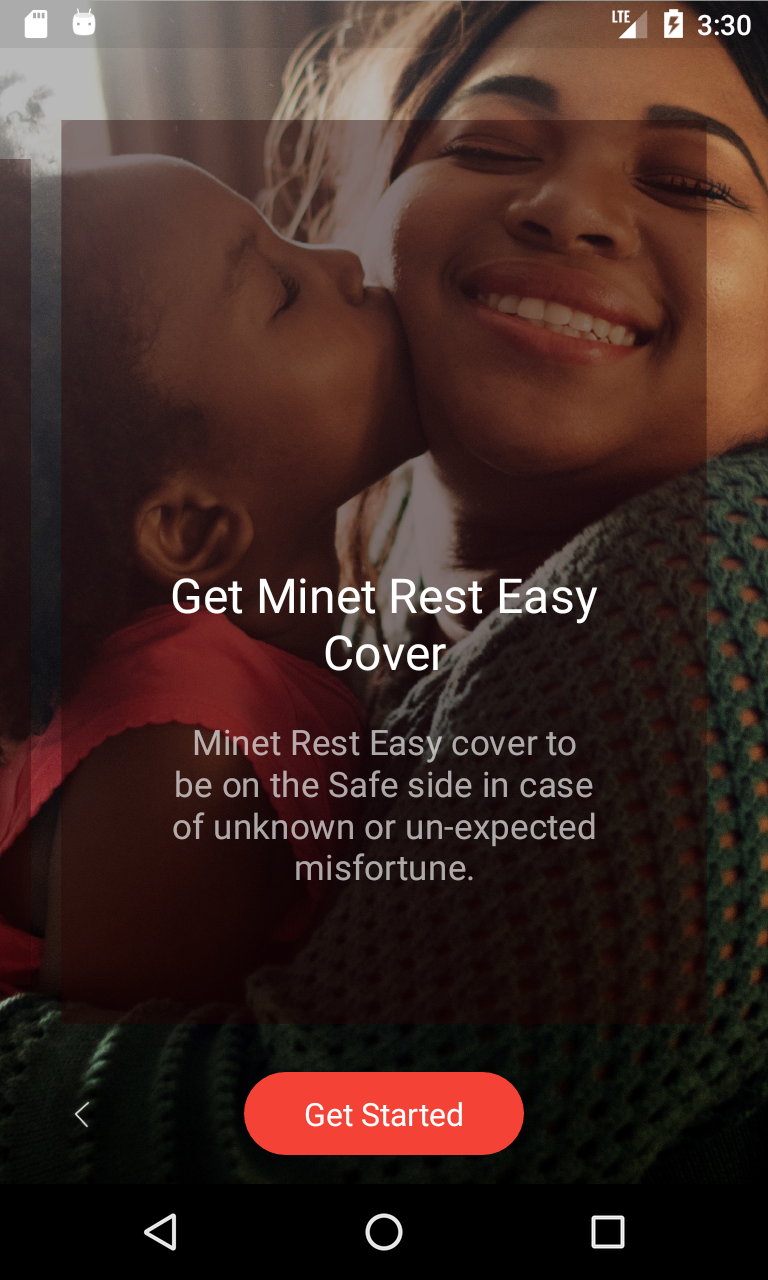 LTE
3:30
Get Minet Rest Easy
Cover
Minet Rest Easy cover to
be on the Safe side in case
of unknown or un-expected
misfortune.
Get Started